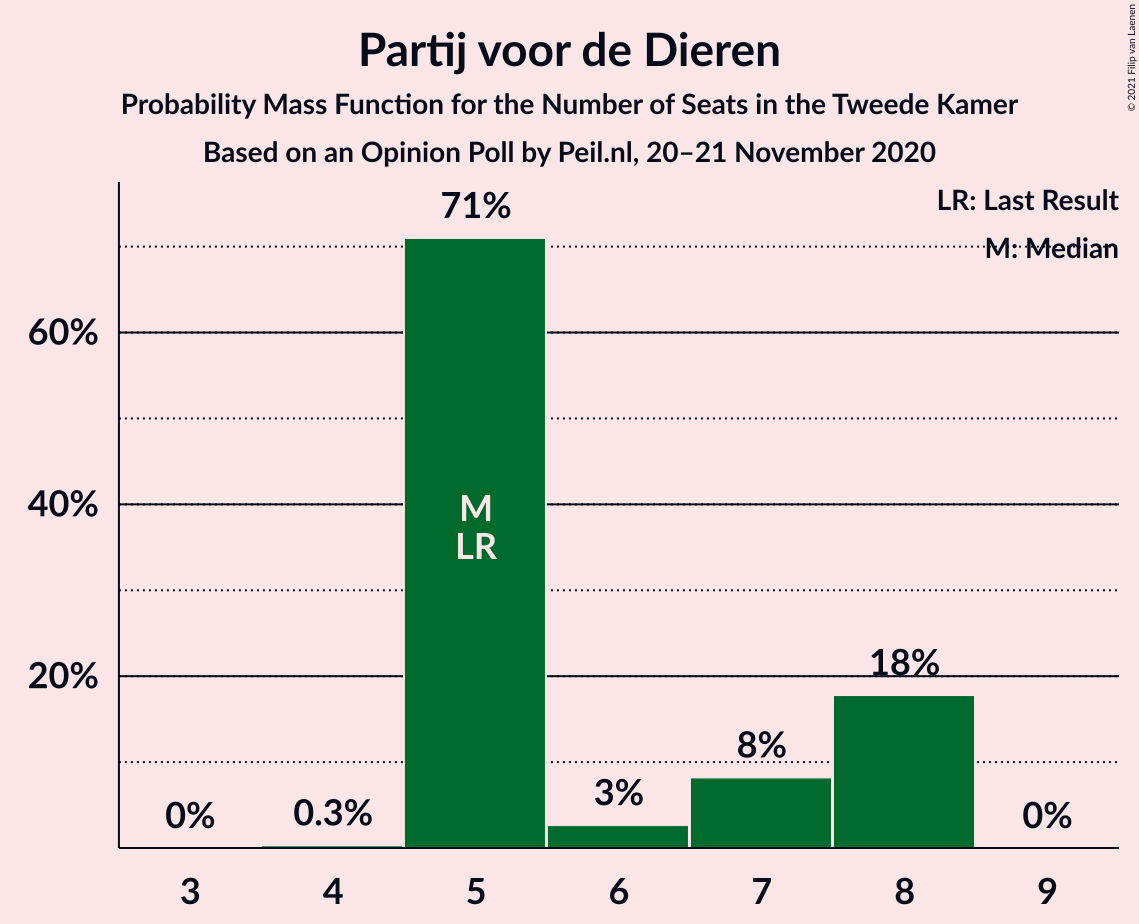 Partij voor de Dieren
Probability Mass Function for the Number of Seats in the Tweede Kamer
Based on an Opinion Poll by Peil.nl, 20–21 November 2020
© 2021 Filip van Laenen
LR: Last Result
M: Median
71%
60%
40%
20%
M
LR
0%
0.3%
3%
8%
18%
0%
3
4
5
6
7
8
9